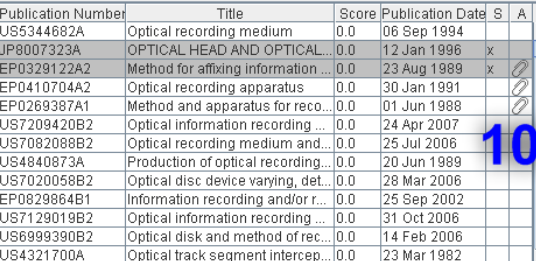 Publication Number Title Score Publication Date S A
US5344682A Optical recording medium 0.0 06 Sep 1994
JP8007323A OPTICAL HEAD AND OPTICAL... 0.0 12 Jan 1996 x
EP0329122A2 Method for affixing information ... 0.0 23 Aug 1989 x
EP0410704A2 Optical recording apparatus 0.0 30 Jan 1991
EP0269387A1 Method and apparatus for reco... 0.0 01 Jun 1988
US7209420B2 Optical information recording ... 0.0 24 Apr 2007
US7082088B2 Optical recording medium and... 0.0 25 Jul 2006
10
US4840873A Production of optical recording... 0.0 20 Jun 1989
US7020058B2 Optical disc device varying, det... 0.0 28 Mar 2006
EP0829864B1 Information recording and/or r... 0.0 25 Sep 2002
US7129019B2 Optical information recording ... 0.0 31 Oct 2006
US6999390B2 Optical disk and method of rec... 0.0 14 Feb 2006
US4321700A Optical track segment intercep... 0.0 23 Mar 1982